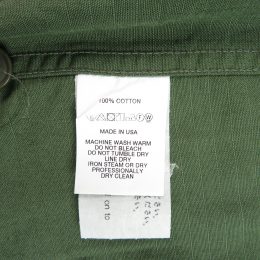 100% COTTON
MADE IN USA
MACHINE WASH WARM
DO NOT BLEACH
DO NOT TUMBLE DRY
LINE DRY
IRON STEAM OR DRY
PROFESSIONALLY
DRY CLEAN